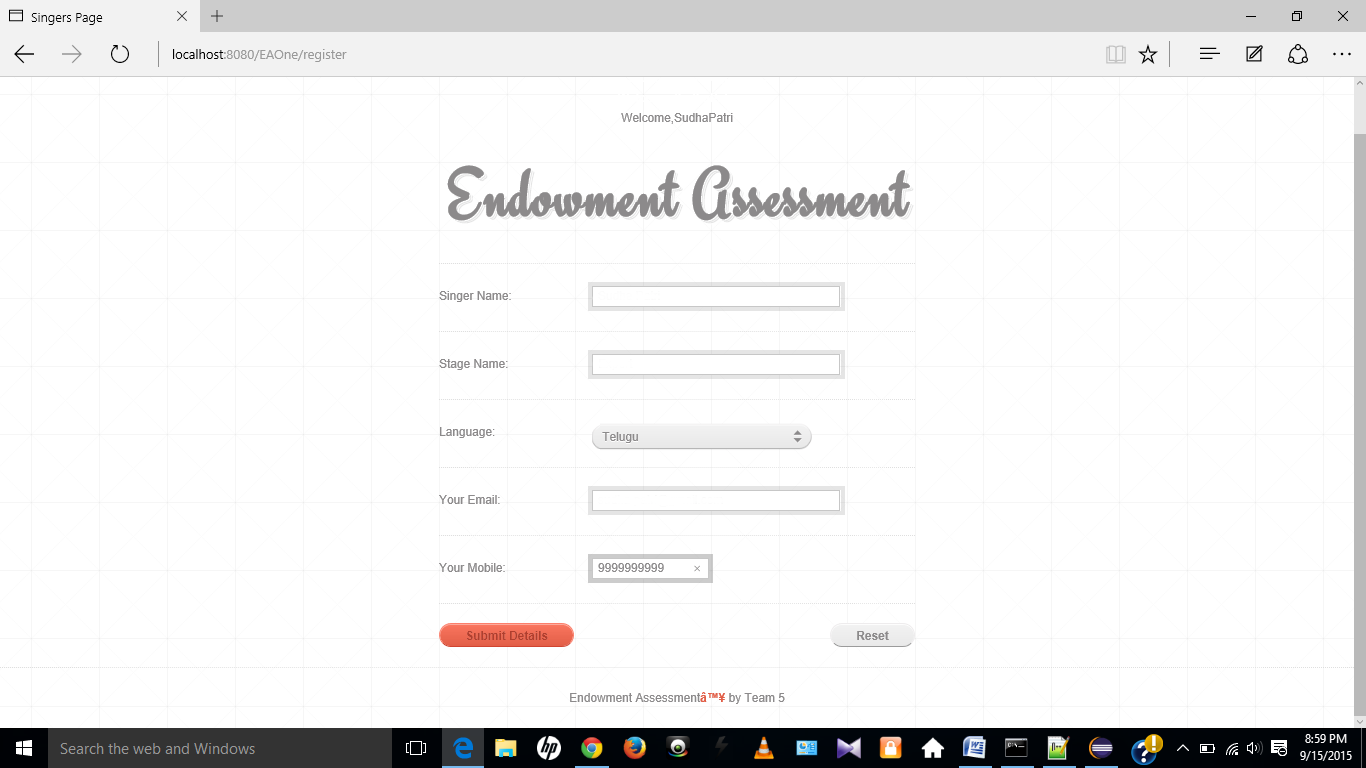 Singers Page
localhost:8080/EAOne/register
Welcome,SudhaPatri
Endowment Assessment
Singer Name:
Stage Name:
Language: Telugu
Your Email:
Your Mobile: 9999999999 ×
Submit Details Reset
Endowment Assessmentâ™¥ by Team 5
Search the web and Windows
8:59 PM
9/15/2015